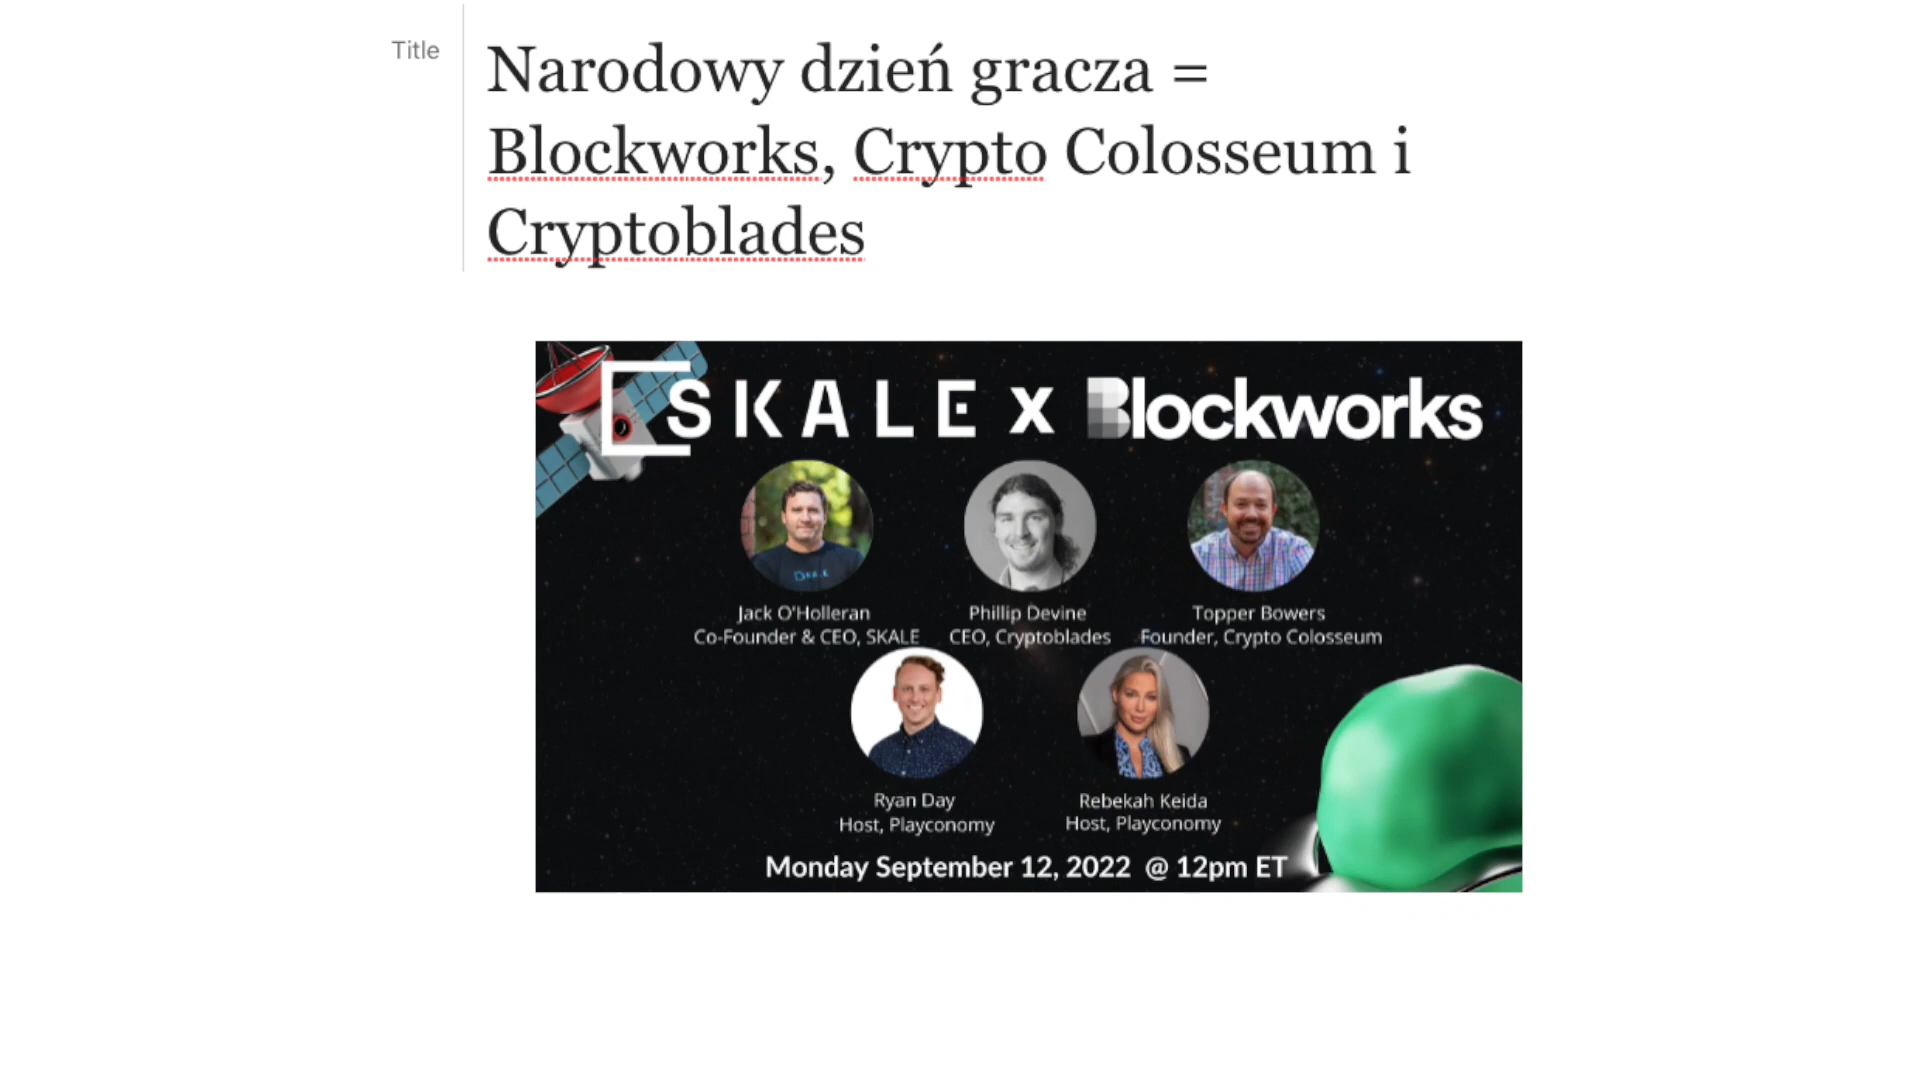 Title
Narodowy dzień gracza =
Blockworks, Crypto Colosseum i
Cryptoblades
SKALE x Blockworks
Jack O'Holleran
Co-Founder & CEO, SKALE
Phillip Devine
CEO, Cryptoblades
Topper Bowers
Founder, Crypto Colosseum
Ryan Day
Host, Playconomy
Rebekah Keida
Host, Playconomy
Monday September 12, 2022 @ 12pm ET